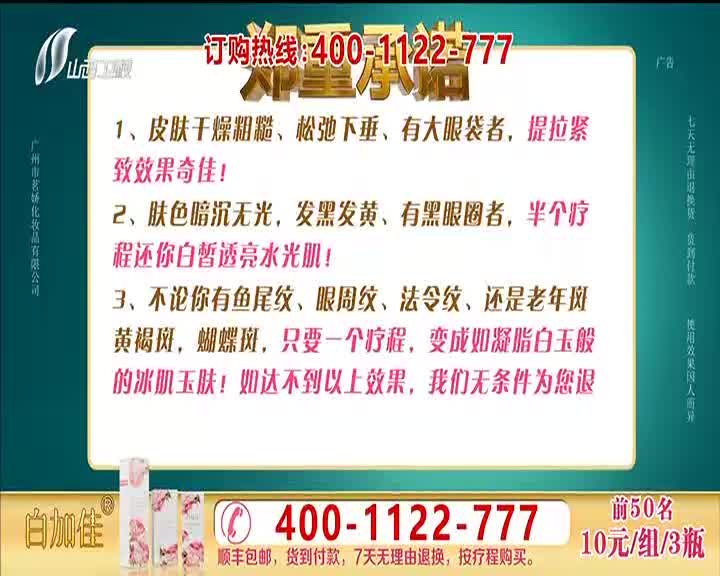 订购热线:400-1122-777
郑重承诺
山西卫视
广告
1、皮肤干燥粗糙、松弛下垂、有大眼袋者，提拉紧
致效果奇佳！
2、肤色暗沉无光，发黑发黄、有黑眼圈者，半个疗
程还你白皙透亮水光肌！
3、不论你有鱼尾纹、眼周纹、法令纹、还是老年斑
黄褐斑，蝴蝶斑，只要一个疗程，变成如凝脂白玉般
的冰肌玉肤！如达不到以上效果，我们无条件为您退
广州市茗娇化妆品有限公司
七天无理由退换货 货到付款 使用效果因人而异
白加佳®
400-1122-777
顺丰包邮，货到付款，7天无理由退换，按疗程购买。
前50名
10元/组/3瓶